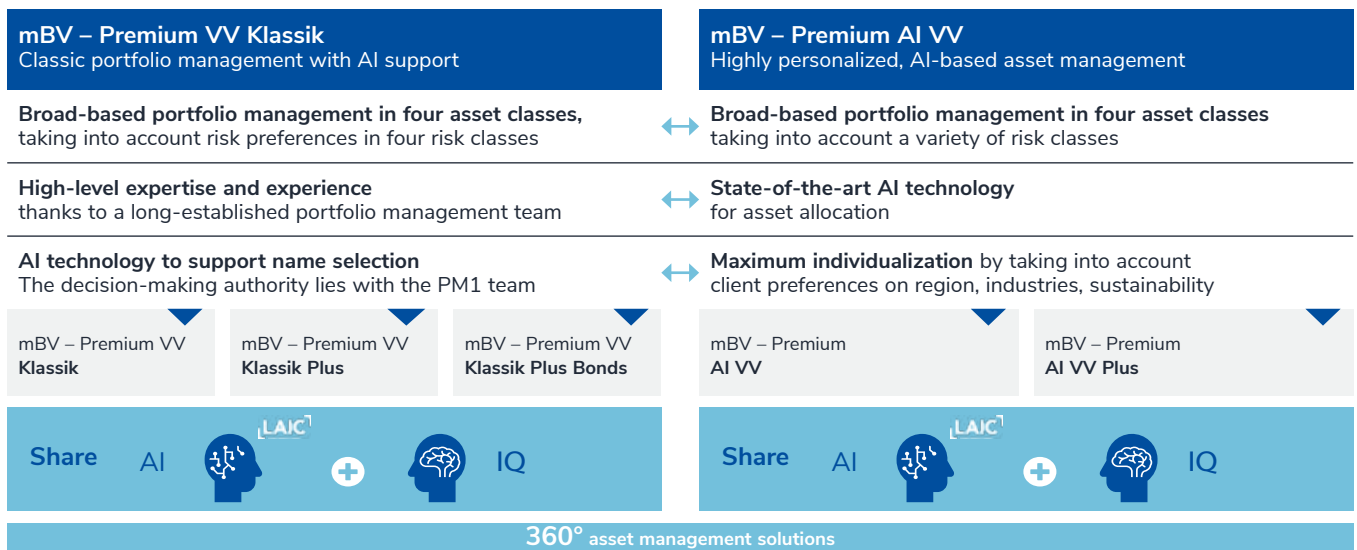 mBV – Premium VV Klassik
Classic portfolio management with AI support
mBV – Premium AI VV
Highly personalized, AI-based asset management
Broad-based portfolio management in four asset classes,
taking into account risk preferences in four risk classes
Broad-based portfolio management in four asset classes
taking into account a variety of risk classes
High-level expertise and experience
thanks to a long-established portfolio management team
State-of-the-art AI technology
for asset allocation
AI technology to support name selection
The decision-making authority lies with the PM1 team
Maximum individualization by taking into account
client preferences on region, industries, sustainability
mBV – Premium VV
Klassik
mBV – Premium VV
Klassik Plus
mBV – Premium VV
Klassik Plus Bonds
mBV – Premium
AI VV
mBV – Premium
AI VV Plus
Share AI LAIC IQ
Share AI LAIC IQ
360° asset management solutions